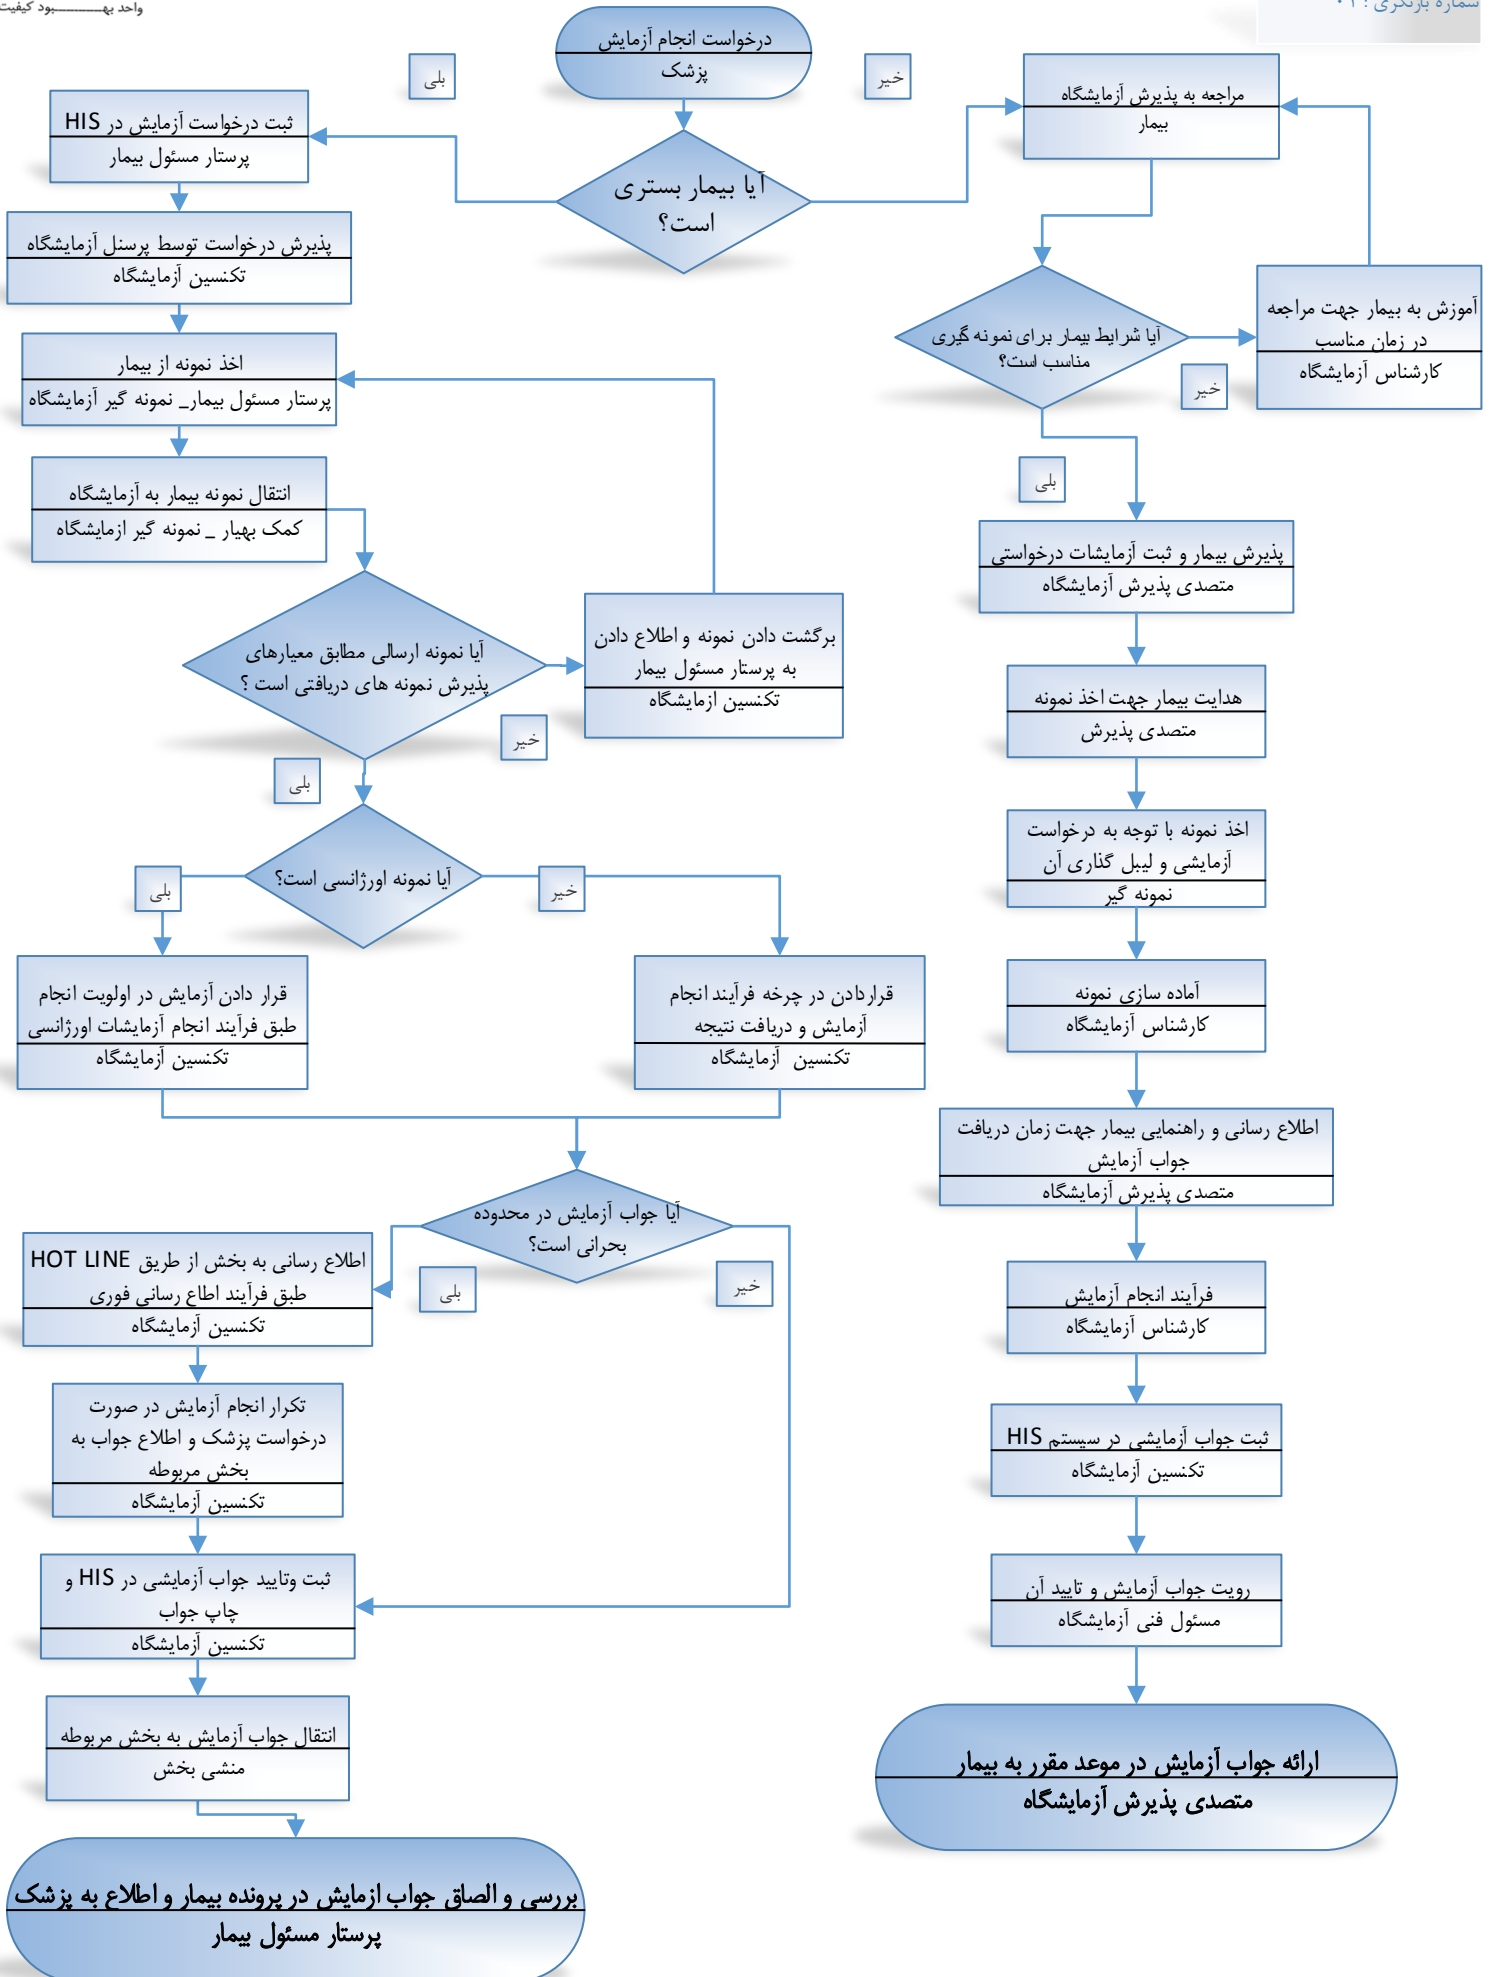 واحد بهـــــــــــبود کیفیت
شماره بازنگری : ۰۲
درخواست انجام آزمایش
پزشک
بلی
خیر
آیا بیمار بستری
است؟
ثبت درخواست آزمایش در HIS
پرستار مسئول بیمار
پذیرش درخواست توسط پرسنل آزمایشگاه
تکنسین آزمایشگاه
اخذ نمونه از بیمار
پرستار مسئول بیمار_ نمونه گیر آزمایشگاه
انتقال نمونه بیمار به آزمایشگاه
کمک بهیار _ نمونه گیر ازمایشگاه
آیا نمونه ارسالی مطابق معیارهای
پذیرش نمونه های دریافتی است ؟
خیر
بلی
برگشت دادن نمونه و اطلاع دادن
به پرستار مسئول بیمار
تکنسین ازمایشگاه
آیا نمونه اورژانسی است؟
بلی
خیر
قرار دادن آزمایش در اولویت انجام
طبق فرآیند انجام آزمایشات اورژانسی
تکنسین آزمایشگاه
قراردادن در چرخه فرآیند انجام
آزمایش و دریافت نتیجه
تکنسین آزمایشگاه
آیا جواب آزمایش در محدوده
بحرانی است؟
بلی
خیر
اطلاع رسانی به بخش از طریق HOT LINE
طبق فرآیند اطاع رسانی فوری
تکنسین آزمایشگاه
تکرار انجام آزمایش در صورت
درخواست پزشک و اطلاع جواب به
بخش مربوطه
تکنسین آزمایشگاه
ثبت وتایید جواب آزمایشی در HIS و
چاپ جواب
تکنسین آزمایشگاه
انتقال جواب آزمایش به بخش مربوطه
منشی بخش
بررسی و الصاق جواب ازمایش در پرونده بیمار و اطلاع به پزشک
پرستار مسئول بیمار
مراجعه به پذیرش آزمایشگاه
بیمار
آیا شرایط بیمار برای نمونه گیری
مناسب است؟
خیر
بلی
آموزش به بیمار جهت مراجعه
در زمان مناسب
کارشناس آزمایشگاه
پذیرش بیمار و ثبت آزمایشات درخواستی
متصدی پذیرش آزمایشگاه
هدایت بیمار جهت اخذ نمونه
متصدی پذیرش
اخذ نمونه با توجه به درخواست
آزمایشی و لیبل گذاری آن
نمونه گیر
آماده سازی نمونه
کارشناس آزمایشگاه
اطلاع رسانی و راهنمایی بیمار جهت زمان دریافت
جواب آزمایش
متصدی پذیرش آزمایشگاه
فرآیند انجام آزمایش
کارشناس آزمایشگاه
ثبت جواب آزمایشی در سیستم HIS
تکنسین آزمایشگاه
رویت جواب آزمایش و تایید آن
مسئول فنی آزمایشگاه
ارائه جواب آزمایش در موعد مقرر به بیمار
متصدی پذیرش آزمایشگاه